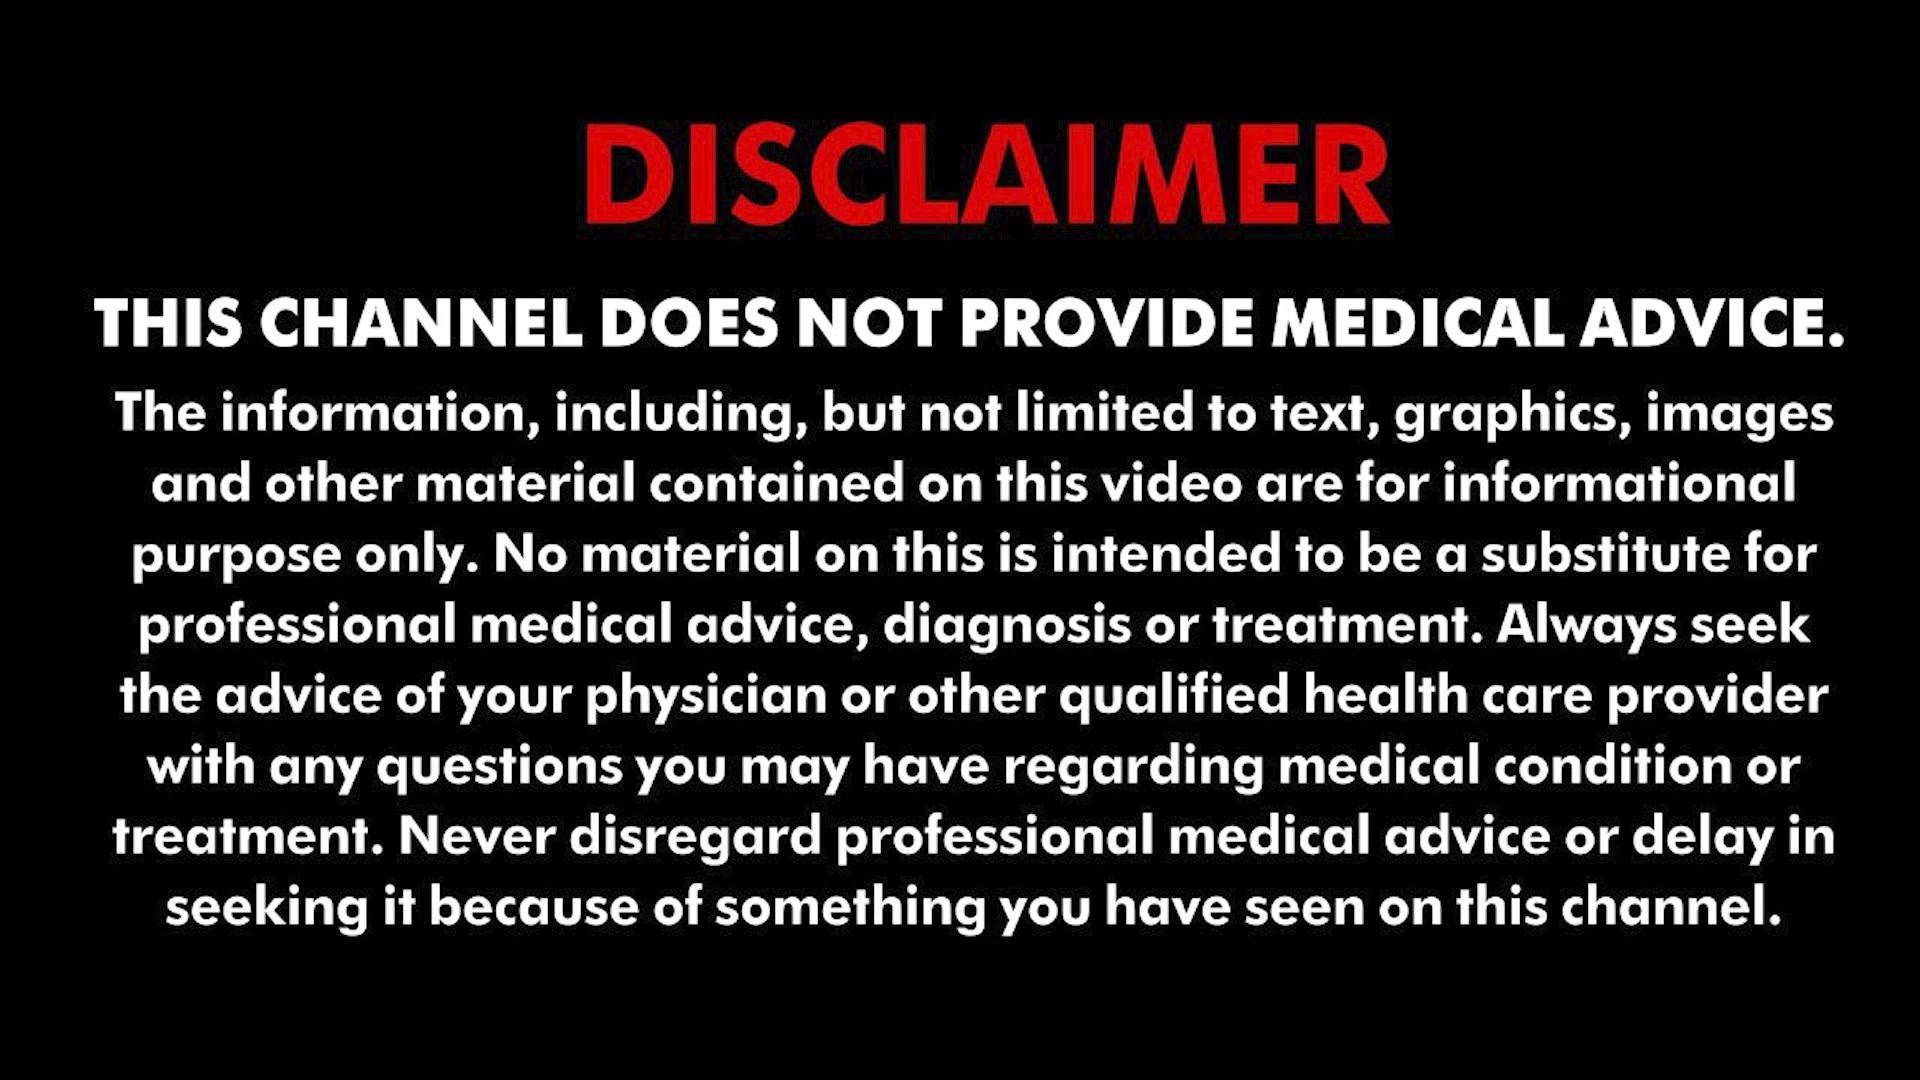 DISCLAIMER
THIS CHANNEL DOES NOT PROVIDE MEDICAL ADVICE.
The information, including, but not limited to text, graphics, images
and other material contained on this video are for informational
purpose only. No material on this is intended to be a substitute for
professional medical advice, diagnosis or treatment. Always seek
the advice of your physician or other qualified health care provider
with any questions you may have regarding medical condition or
treatment. Never disregard professional medical advice or delay in
seeking it because of something you have seen on this channel.